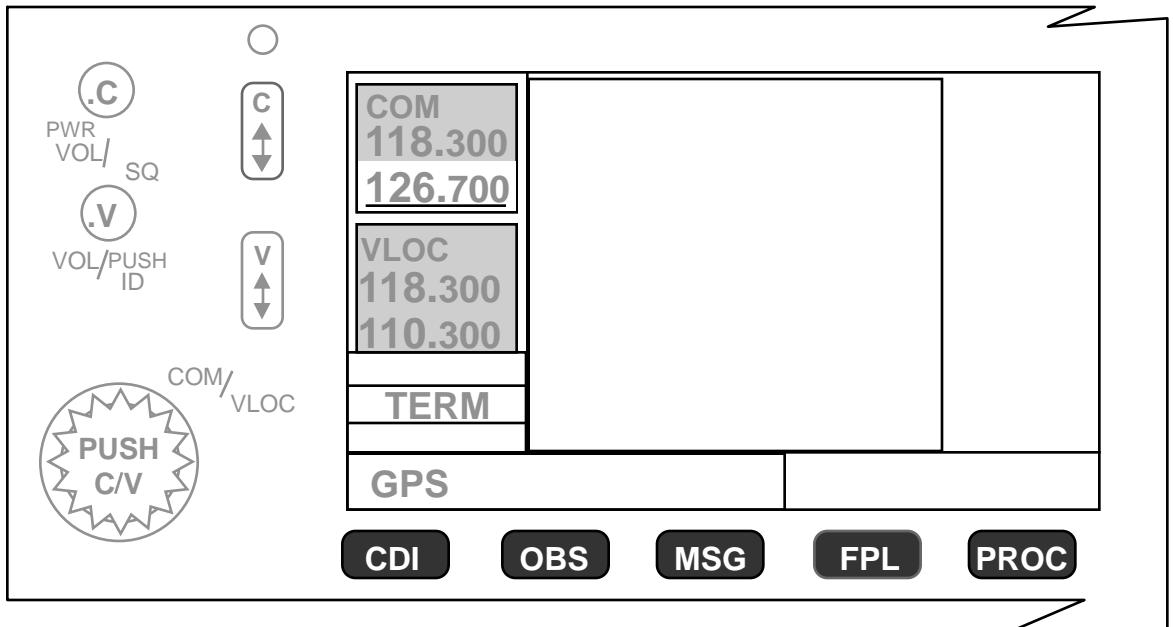 .C
PWR
VOL/
SQ
.V
VOL/PUSH
ID
C
V
COM/
VLOC
PUSH
C/V
COM
118.300
126.700
VLOC
118.300
110.300
TERM
GPS
CDI
OBS
MSG
FPL
PROC